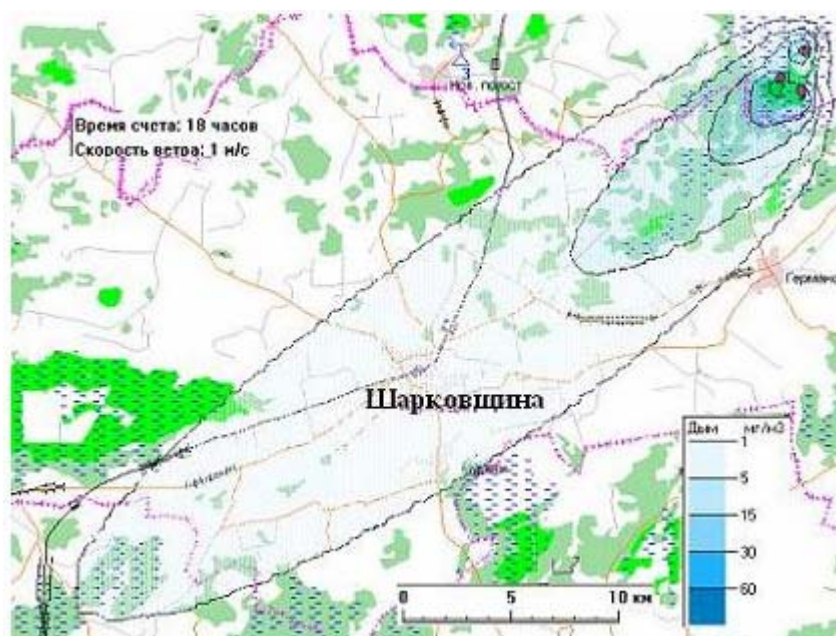 Нов. погост
Время счета: 18 часов
Скорость ветра: 1 м/с
Шарковщина
Дым мг/м3
1
5
15
30
60
0 5 10 км